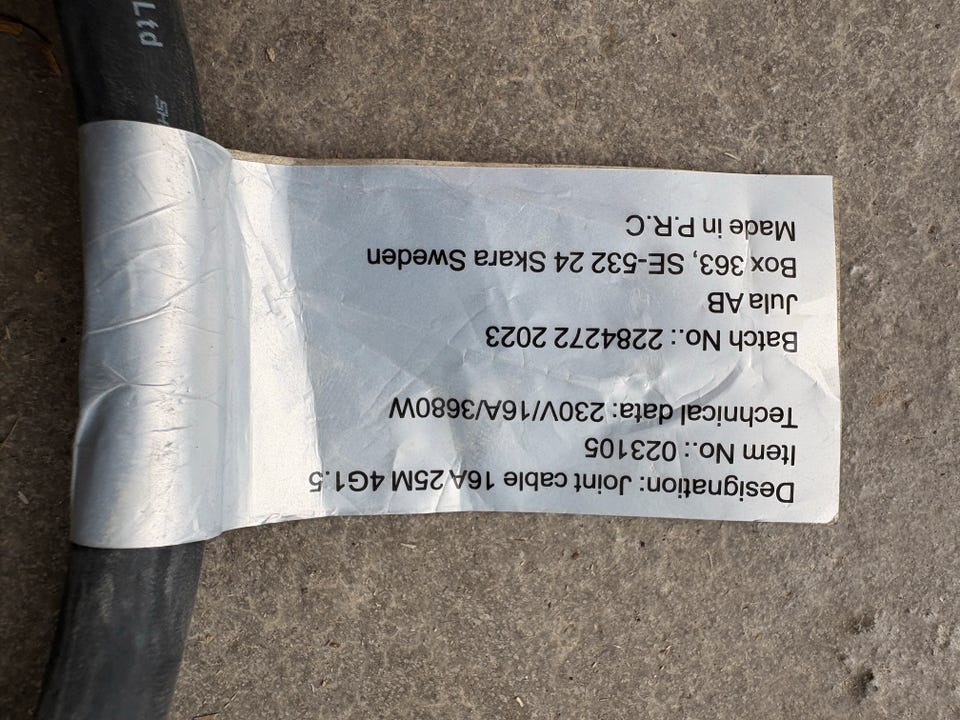 Designation: Joint cable 16A 25M 4G1.5
Item No.: 023105
Technical data: 230V/16A/3680W
Batch No.: 2284272 2023
Jula AB
Box 363, SE-532 24 Skara Sweden
Made in P.R.C
Ltd